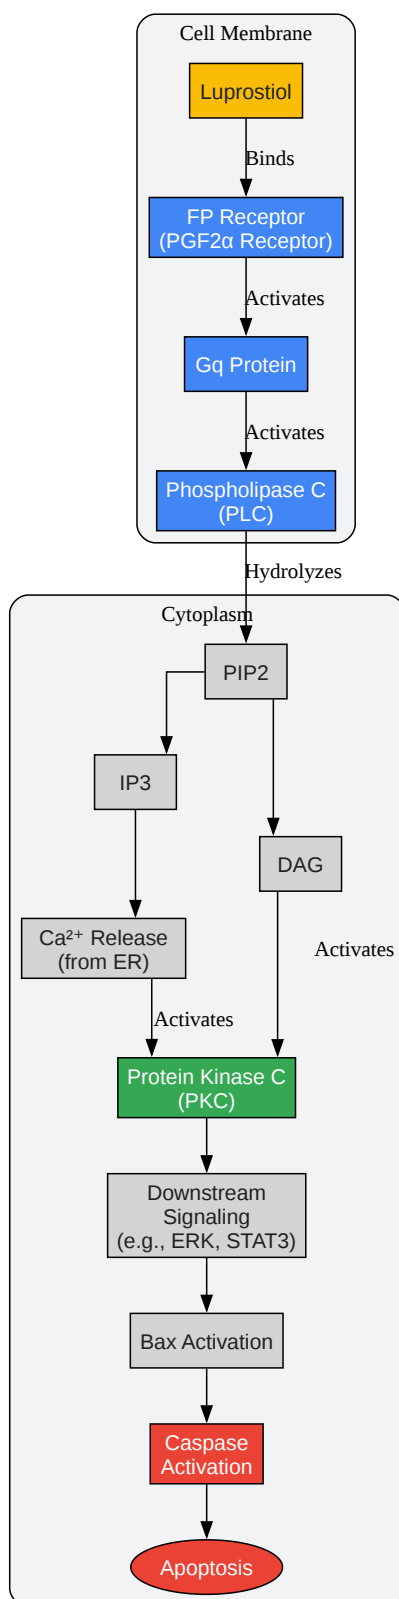 Cell Membrane
Luprostiol
Binds
FP Receptor
(PGF2α Receptor)
Activates
Gq Protein
Activates
Phospholipase C
(PLC)
Hydrolyzes
Cytoplasm
PIP2
IP3
DAG
Ca²⁺ Release
(from ER)
Activates
Activates
Protein Kinase C
(PKC)
Downstream
Signaling
(e.g., ERK, STAT3)
Bax Activation
Caspase
Activation
Apoptosis